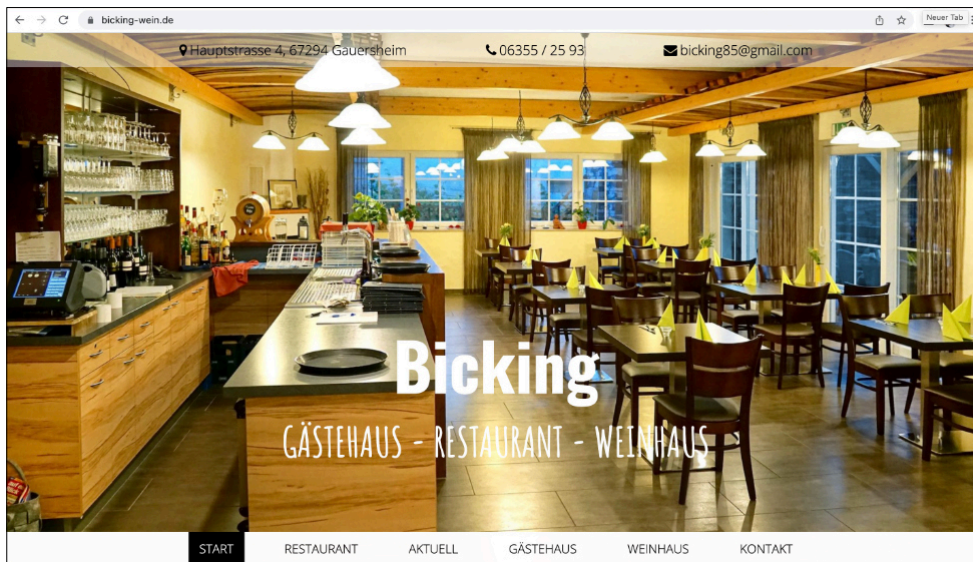 bicking-wein.de
Neuer Tab
Hauptstrasse 4, 67294 Gauersheim
06355 / 25 93
bicking85@gmail.com
Bicking
GÄSTEHAUS - RESTAURANT - WEINHAUS
START RESTAURANT AKTUELL GÄSTEHAUS WEINHAUS KONTAKT